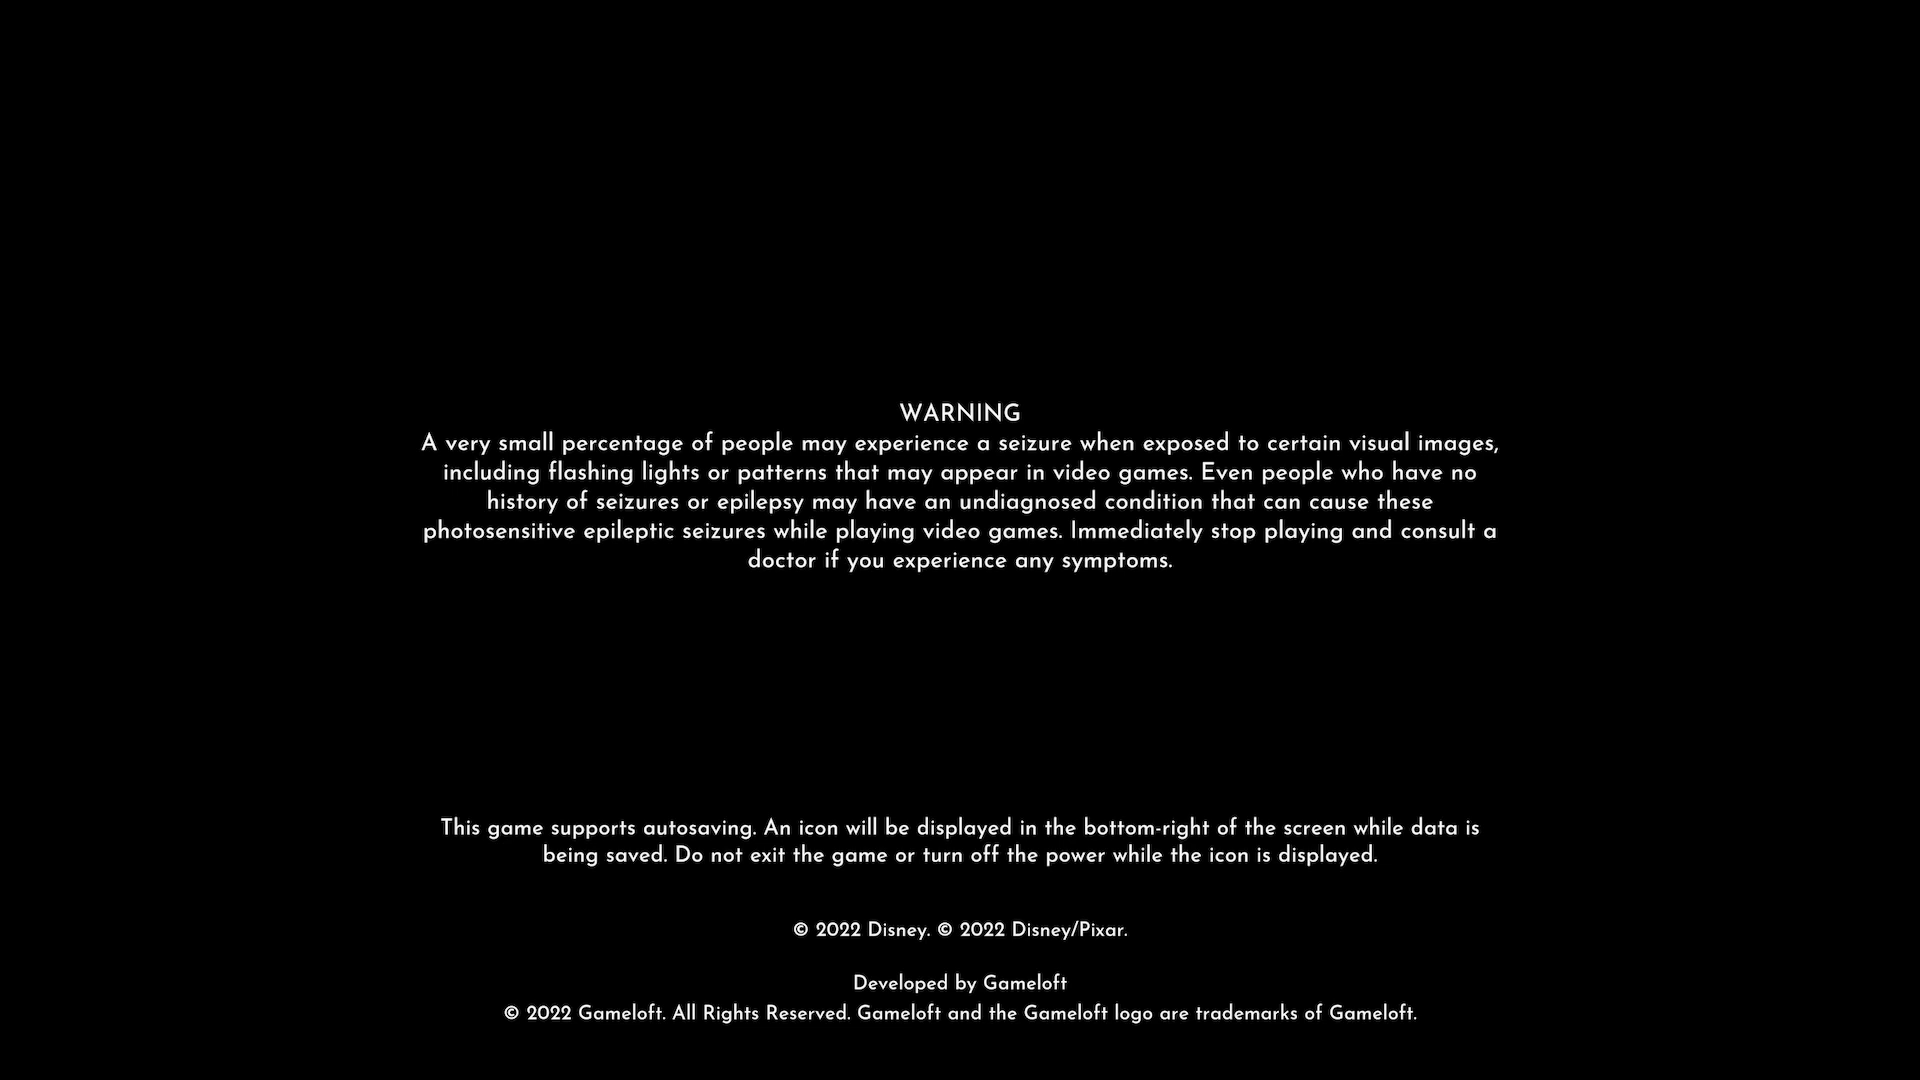 WARNING
A very small percentage of people may experience a seizure when exposed to certain visual images,
including flashing lights or patterns that may appear in video games. Even people who have no
history of seizures or epilepsy may have an undiagnosed condition that can cause these
photosensitive epileptic seizures while playing video games. Immediately stop playing and consult a
doctor if you experience any symptoms.
This game supports autosaving. An icon will be displayed in the bottom-right of the screen while data is
being saved. Do not exit the game or turn off the power while the icon is displayed.
© 2022 Disney. © 2022 Disney/Pixar.
Developed by Gameloft
© 2022 Gameloft. All Rights Reserved. Gameloft and the Gameloft logo are trademarks of Gameloft.